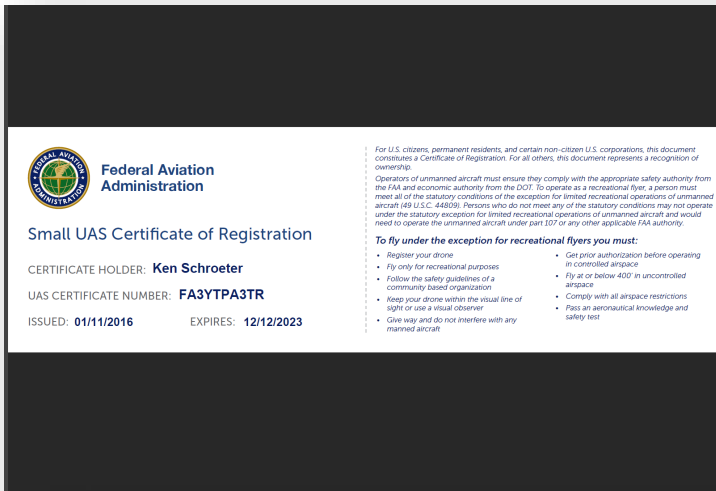 FEDERAL AVIATION
ADMINISTRATION
Federal Aviation
Administration
Small UAS Certificate of Registration
CERTIFICATE HOLDER: Ken Schroeter
UAS CERTIFICATE NUMBER: FA3YTPA3TR
ISSUED: 01/11/2016 EXPIRES: 12/12/2023
For U.S. citizens, permanent residents, and certain non-citizen U.S. corporations, this document
constitutes a Certificate of Registration. For all others, this document represents a recognition of
ownership.
Operators of unmanned aircraft must ensure they comply with the appropriate safety authority from
the FAA and economic authority from the DOT. To operate as a recreational flyer, a person must
meet all of the statutory conditions of the exception for limited recreational operations of unmanned
aircraft (49 U.S.C. 44809). Persons who do not meet any of the statutory conditions may not operate
under the statutory exception for limited recreational operations of unmanned aircraft and would
need to operate the unmanned aircraft under part 107 or any other applicable FAA authority.
To fly under the exception for recreational flyers you must:
• Register your drone
• Fly only for recreational purposes
• Follow the safety guidelines of a
community based organization
• Keep your drone within the visual line of
sight or use a visual observer
• Give way and do not interfere with any
manned aircraft
• Get prior authorization before operating
in controlled airspace
• Fly at or below 400' in uncontrolled
airspace
• Comply with all airspace restrictions
• Pass an aeronautical knowledge and
safety test